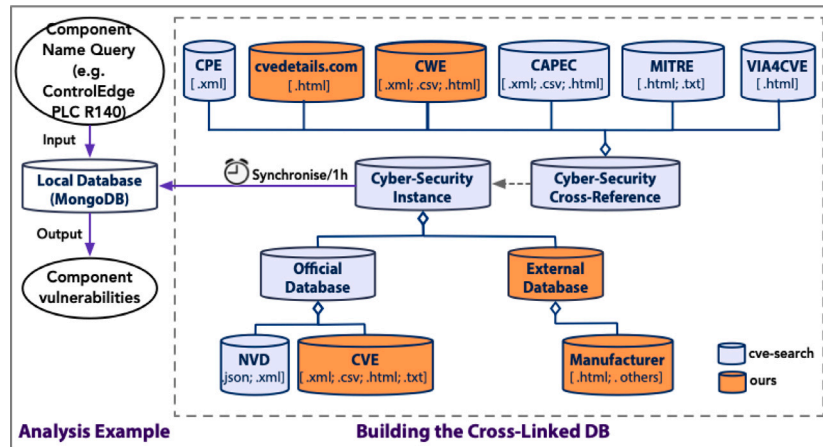 Component
Name Query
(e.g.
ControlEdge
PLC R140)
Input
Local Database
(MongoDB)
Output
Component
vulnerabilities
Analysis Example
CPE
[ .xml]
cvedetails.com
[ .html]
CWE
[.xml; .csv; .html]
CAPEC
[.xml; .csv; .html]
MITRE
[.html; .txt]
VIA4CVE
[ .html]
Synchronise/1h
Cyber-Security
Instance
Cyber-Security
Cross-Reference
Official
Database
External
Database
NVD
.json; .xml]
CVE
[.xml; .csv; .html; .txt]
Manufacturer
[ .html; . others]
cve-search
ours
Building the Cross-Linked DB